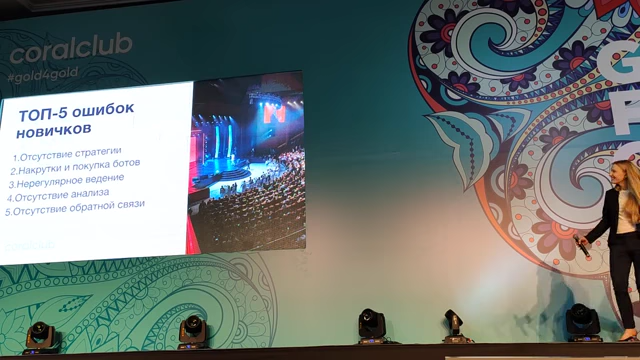 coralclub
#gold4gold
ТОП-5 ошибок
новичков
1.Отсутствие стратегии
2.Накрутки и покупка ботов
3.Нерегулярное ведение
4.Отсутствие анализа
5.Отсутствие обратной связи
coralclub
G
F